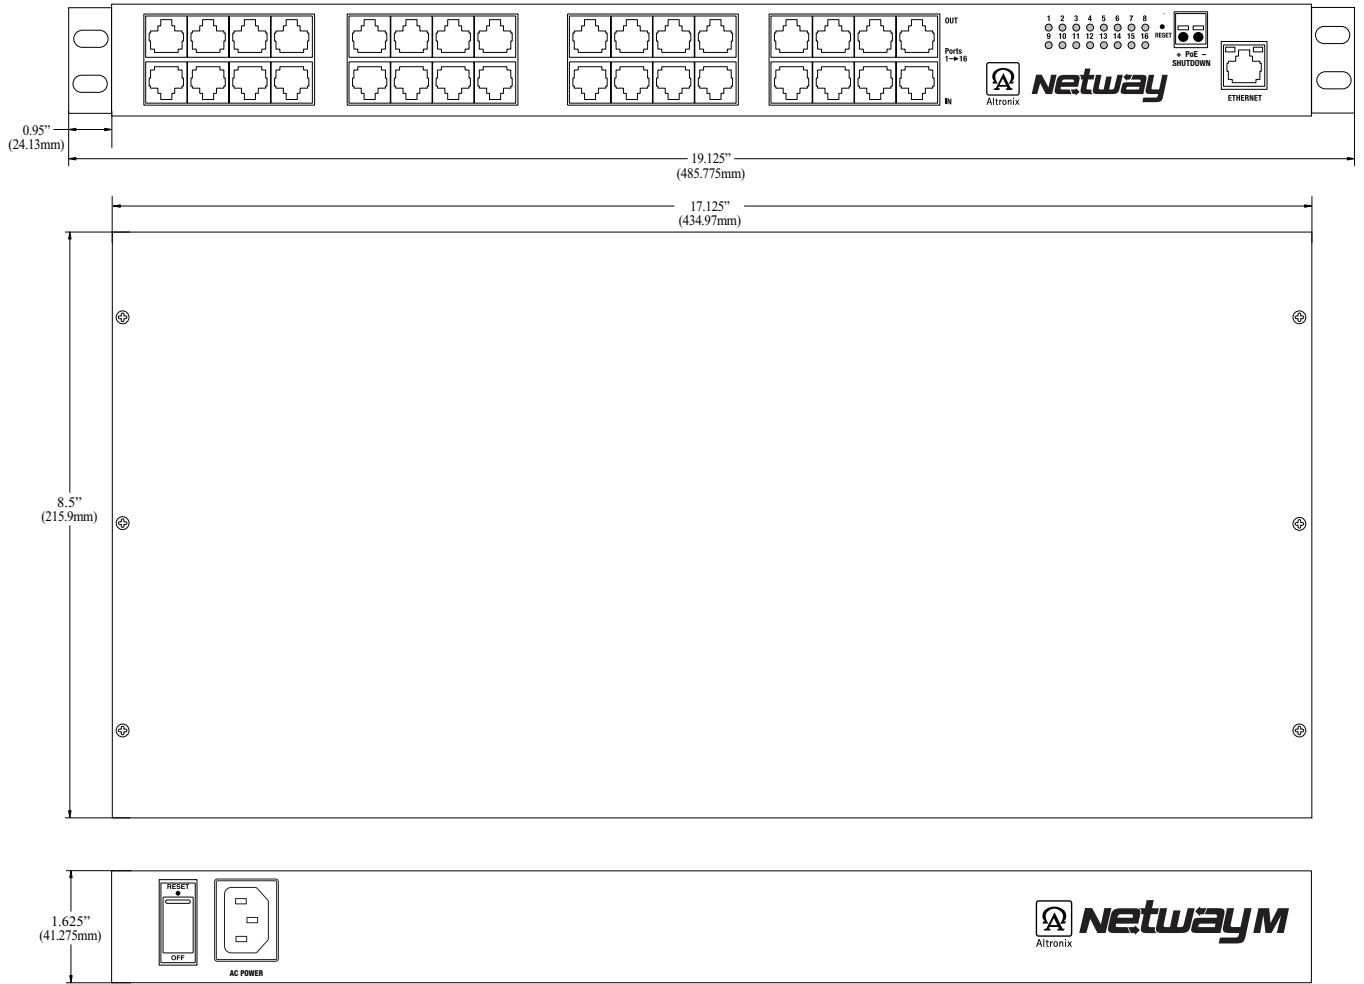 OUT
Ports
1→16
IN
1 2 3 4 5 6 7 8
9 10 11 12 13 14 15 16
RESET
+ PoE –
SHUTDOWN
ETHERNET
Altronix
Netway
0.95”
(24.13mm)
19.125”
(485.775mm)
17.125”
(434.97mm)
8.5”
(215.9mm)
1.625”
(41.275mm)
RESET
OFF
AC POWER
Altronix
NetwayM